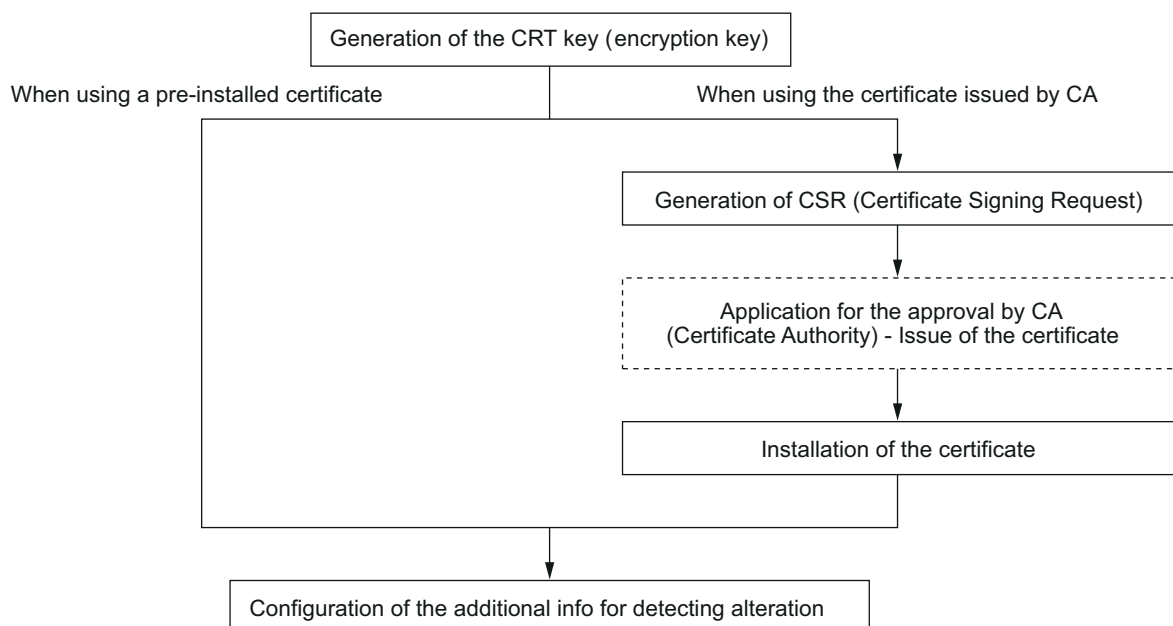 Generation of the CRT key (encryption key)
When using a pre-installed certificate
When using the certificate issued by CA
Generation of CSR (Certificate Signing Request)
Application for the approval by CA
(Certificate Authority) - Issue of the certificate
Installation of the certificate
Configuration of the additional info for detecting alteration